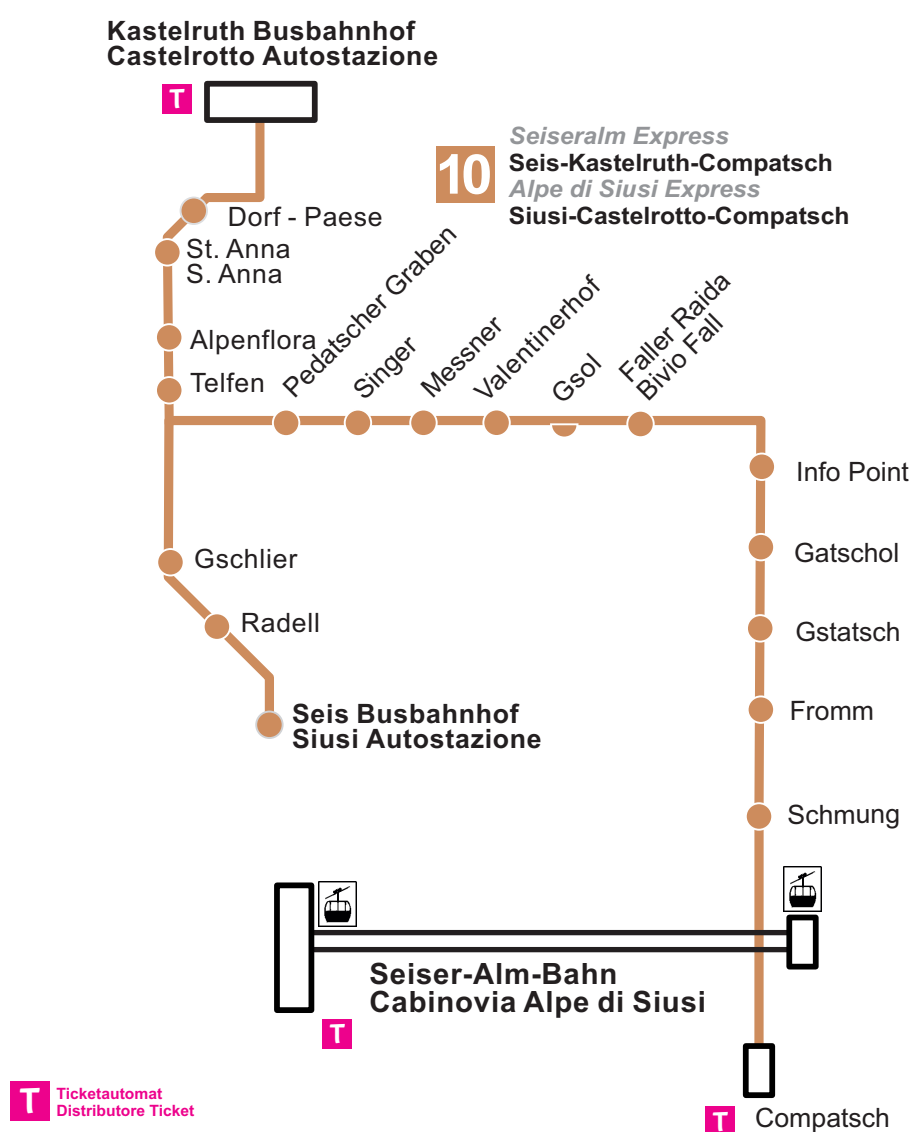 Kastelruth Busbahnhof
Castelrotto Autostazione
T
10
Seiseralm Express
Seis-Kastelruth-Compatsch
Alpe di Siusi Express
Siusi-Castelrotto-Compatsch
Dorf - Paese
St. Anna
S. Anna
Alpenflora
Telfen
Pedatscher Graben
Singer
Messner
Valentinerhof
Gsol
Faller Raida
Bivio Fall
Info Point
Gatschol
Gstatsch
Fromm
Schmung
Gschlier
Radell
Seis Busbahnhof
Siusi Autostazione
Seiser-Alm-Bahn
Cabinovia Alpe di Siusi
T
T
Ticketautomat
Distributore Ticket
T
Compatsch